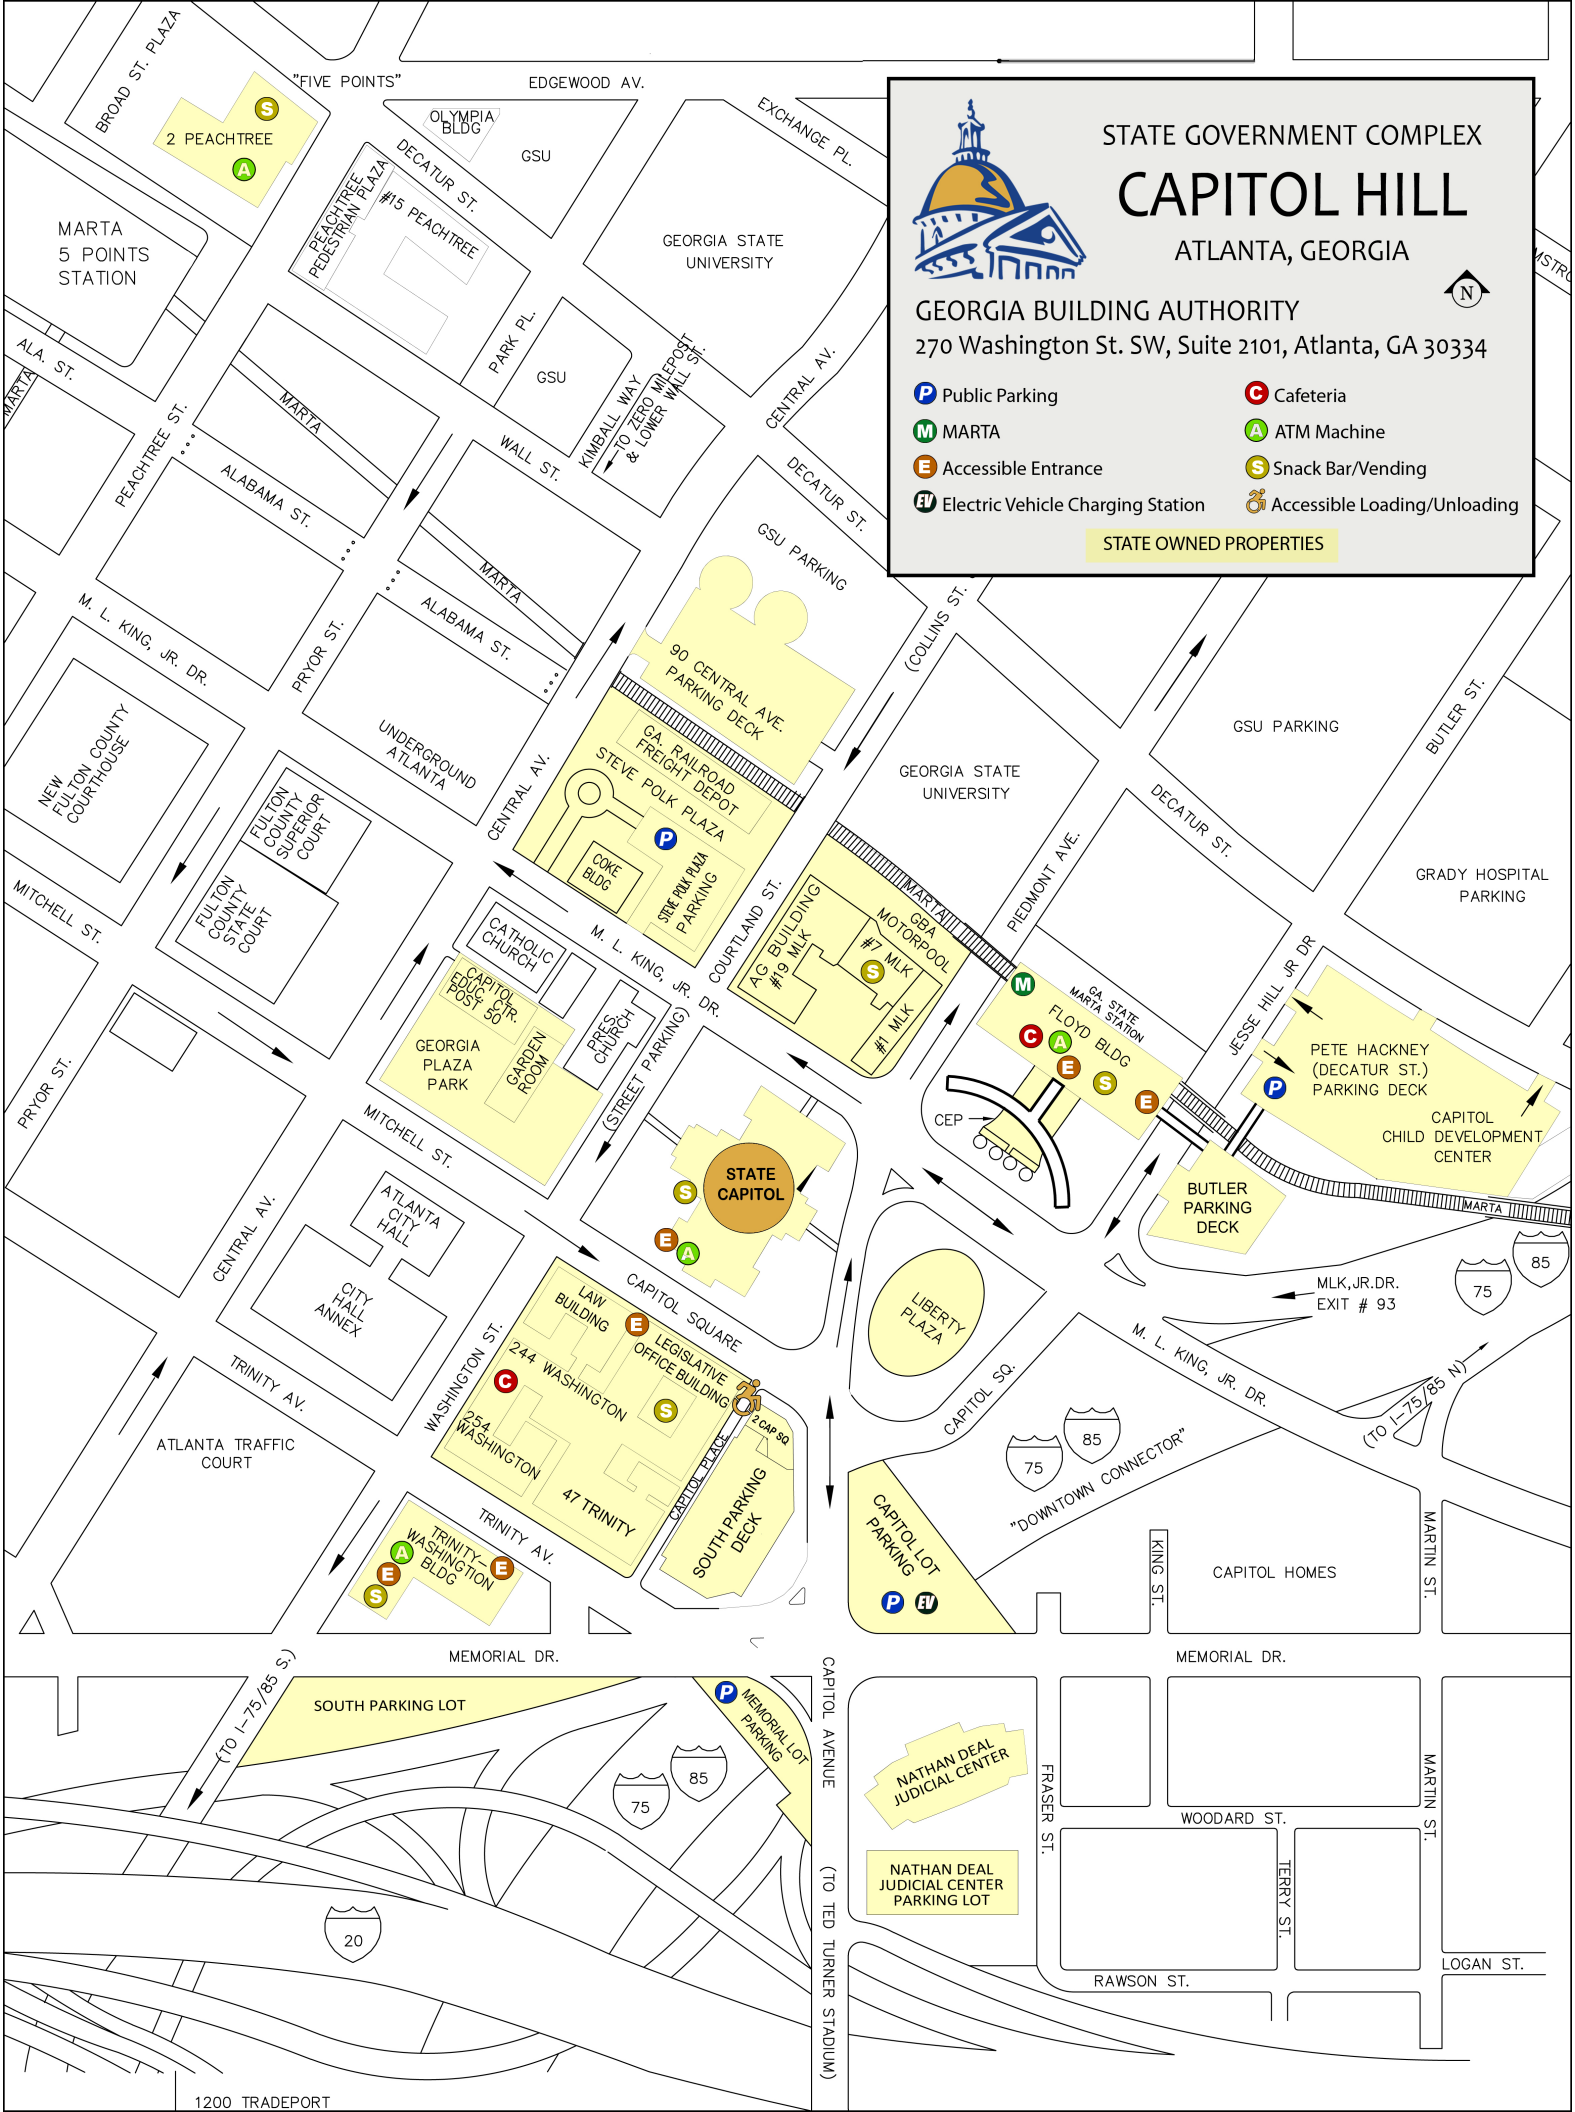 STATE GOVERNMENT COMPLEX
CAPITOL HILL
ATLANTA, GEORGIA
N
GEORGIA BUILDING AUTHORITY
270 Washington St. SW, Suite 2101, Atlanta, GA 30334
P Public Parking
C Cafeteria
M MARTA
A ATM Machine
E Accessible Entrance
S Snack Bar/Vending
EV Electric Vehicle Charging Station
Accessible Loading/Unloading
STATE OWNED PROPERTIES
BROAD ST. PLAZA
"FIVE POINTS"
EDGEWOOD AV.
EXCHANGE PL.
S
2 PEACHTREE
A
OLYMPIA
BLDG
GSU
DECATUR ST.
PEACHTREE
PEDESTRIAN PLAZA
#15 PEACHTREE
MARTA
5 POINTS
STATION
GEORGIA STATE
UNIVERSITY
ALA. ST.
MARTA
PARK PL.
GSU
KIMBALL WAY
TO ZERO MILEPOST
& LOWER WALL ST.
CENTRAL AV.
MARTA
PEACHTREE ST.
WALL ST.
ALABAMA ST.
DECATUR ST.
GSU PARKING
MARTA
ALABAMA ST.
M. L. KING, JR. DR.
PRYOR ST.
(COLLINS ST.
90 CENTRAL AVE.
PARKING DECK
BUTLER ST.
GSU PARKING
NEW
FULTON COUNTY
COURTHOUSE
UNDERGROUND
ATLANTA
CENTRAL AV.
GA. RAILROAD
FREIGHT DEPOT
STEVE POLK PLAZA
P
GEORGIA STATE
UNIVERSITY
DECATUR ST.
FULTON
COUNTY
SUPERIOR
COURT
COKE
BLDG
STEVE POLK PLAZA
PARKING
PIEDMONT AVE.
GRADY HOSPITAL
PARKING
FULTON
COUNTY
STATE
COURT
MITCHELL ST.
COURTLAND ST.
AG BUILDING
#19 MLK
MARTA
GBA
MOTORPOOL
#7 MLK
S
#1 MLK
CATHOLIC
CHURCH
M. L. KING, JR. DR.
CAPITOL
EDUC. CTR.
POST 50
PRES.
CHURCH
(STREET PARKING)
GEORGIA
PLAZA
PARK
GARDEN
ROOM
M
GA. STATE
MARTA STATION
FLOYD BLDG
C
A
E
S
E
JESSE HILL JR DR
PETE HACKNEY
(DECATUR ST.)
PARKING DECK
P
CAPITOL
CHILD DEVELOPMENT
CENTER
CEP
PRYOR ST.
MITCHELL ST.
STATE
CAPITOL
S
E
A
BUTLER
PARKING
DECK
MARTA
85
75
MLK,JR.DR.
EXIT # 93
ATLANTA
CITY
HALL
CITY
HALL
ANNEX
CENTRAL AV.
LIBERTY
PLAZA
CAPITOL SQUARE
LAW
BUILDING
E
LEGISLATIVE
OFFICE BUILDING
244 WASHINGTON
C
S
254
WASHINGTON
47 TRINITY
WASHINGTON ST.
TRINITY AV.
CAPITOL PLACE
2 CAP SQ
SOUTH PARKING
DECK
CAPITOL SQ.
M. L. KING, JR. DR.
(TO I-75/85 N)
85
75
"DOWNTOWN CONNECTOR"
ATLANTA TRAFFIC
COURT
TRINITY AV.
TRINITY-
WASHINGTION
BLDG
A
E
S
E
CAPITOL LOT
PARKING
P EV
KING ST.
CAPITOL HOMES
MARTIN ST.
MEMORIAL DR.
MEMORIAL DR.
(TO I-75/85 S.)
SOUTH PARKING LOT
P
MEMORIAL LOT
PARKING
CAPITOL AVENUE
85
75
NATHAN DEAL
JUDICIAL CENTER
FRASER ST.
MARTIN ST.
WOODARD ST.
NATHAN DEAL
JUDICIAL CENTER
PARKING LOT
TERRY ST.
20
(TO TED TURNER STADIUM)
LOGAN ST.
RAWSON ST.
1200 TRADEPORT